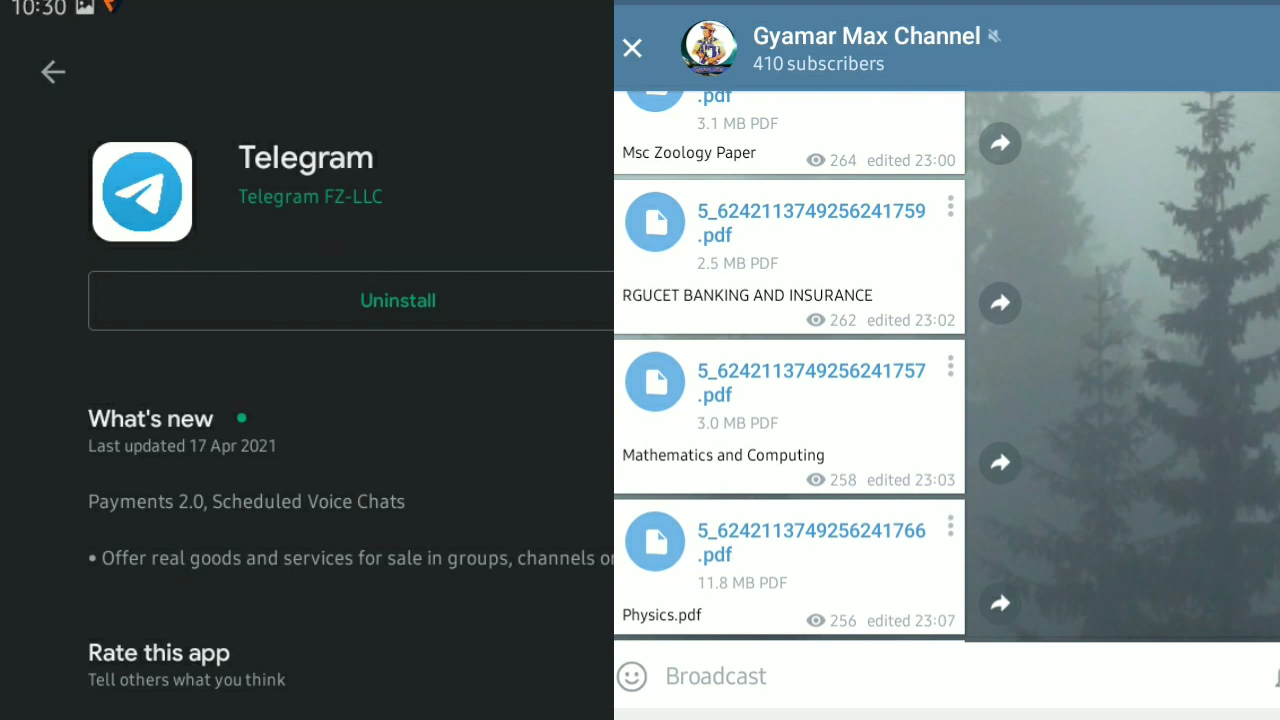 10:30
Telegram
Telegram FZ-LLC
Uninstall
What's new
Last updated 17 Apr 2021
Payments 2.0, Scheduled Voice Chats
• Offer real goods and services for sale in groups, channels or
Rate this app
Tell others what you think
Gyamar Max Channel
410 subscribers
.pdf
3.1 MB PDF
Msc Zoology Paper
264 edited 23:00
5_6242113749256241759
.pdf
2.5 MB PDF
RGUCET BANKING AND INSURANCE
262 edited 23:02
5_6242113749256241757
.pdf
3.0 MB PDF
Mathematics and Computing
258 edited 23:03
5_6242113749256241766
.pdf
11.8 MB PDF
Physics.pdf
256 edited 23:07
Broadcast